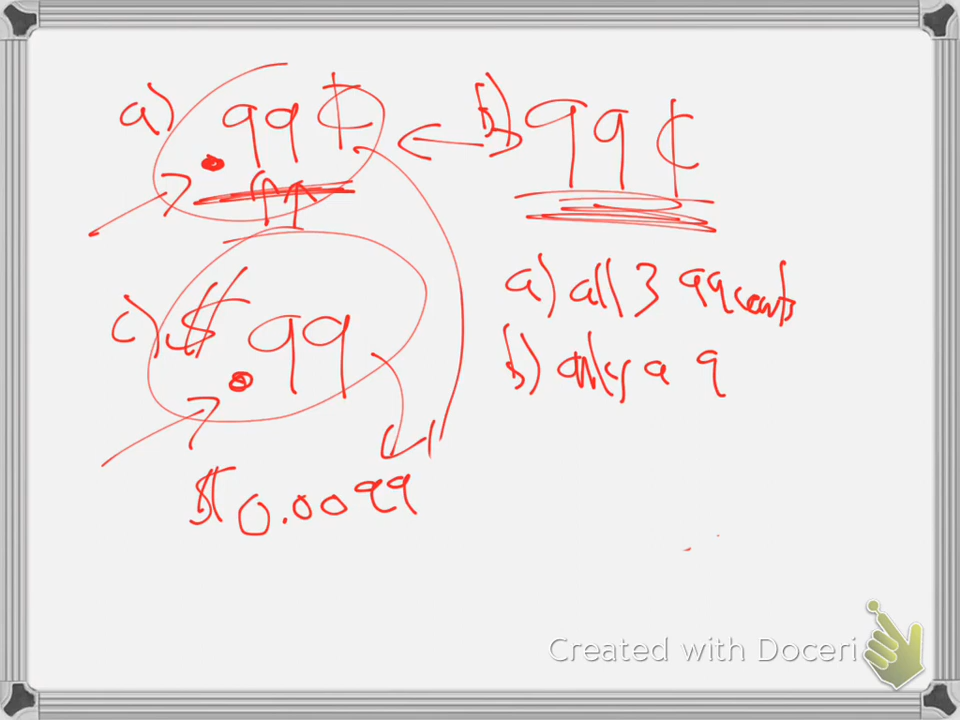 a) .99 ¢
b) 99 ¢
c) $ .99
a) all 3 99 cents
b) only a 9
$ 0.0099
Created with Doceri